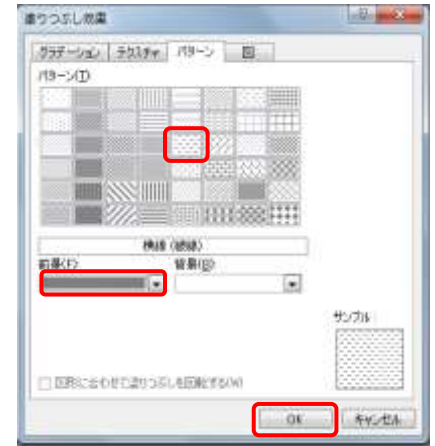 塗りつぶし効果
グラデーション テクスチャ パターン 図
パターン(T)
横線 (破線)
前景(F) 背景(B)
サンプル
図形に合わせて塗りつぶしを回転する(W)
OK キャンセル